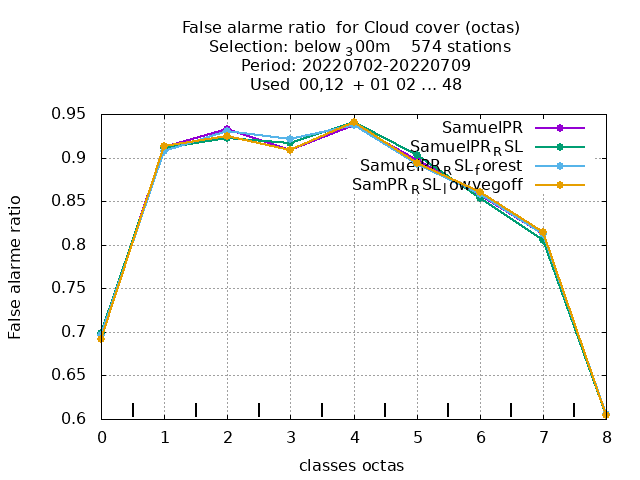 False alarme ratio  for Cloud cover (octas)
Selection: below ₃00m    574 stations
Period: 20220702-20220709
Used  00,12  + 01 02 ... 48
SamuelPR
SamuelPR_RSL
SamuelPR_RSL_forest
SamPR_RSL_lowvegoff
0.95
0.9
0.85
0.8
0.75
0.7
0.65
0.6
False alarme ratio
0 1 2 3 4 5 6 7 8
classes octas